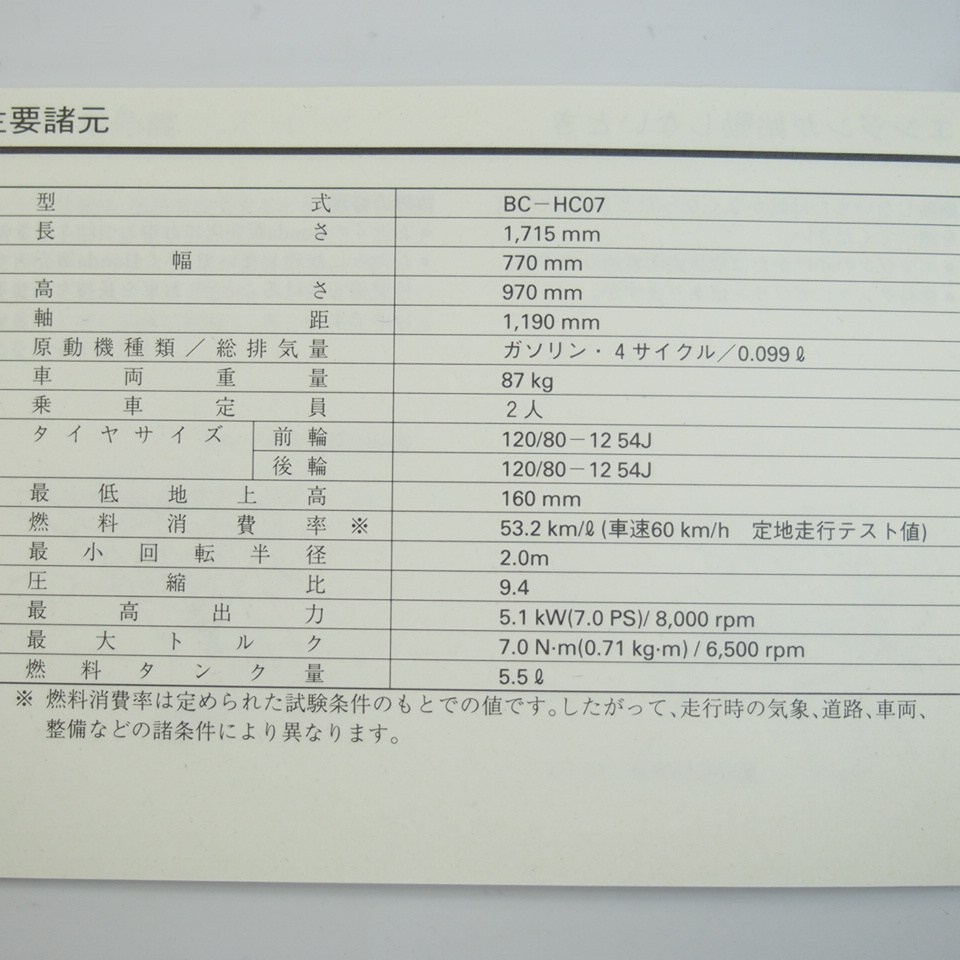 主要諸元
型式 BC-HC07
長さ 1,715 mm
幅 770 mm
高さ 970 mm
軸距 1,190 mm
原動機種類／総排気量 ガソリン・4サイクル／0.099ℓ
車両重量 87 kg
乗車定員 2人
タイヤサイズ 前輪 120/80-12 54J
後輪 120/80-12 54J
最低地上高 160 mm
燃料消費率※ 53.2 km/ℓ(車速60 km/h 定地走行テスト値)
最小回転半径 2.0m
圧縮比 9.4
最高出力 5.1 kW(7.0 PS)/ 8,000 rpm
最大トルク 7.0 N·m(0.71 kg·m) / 6,500 rpm
燃料タンク量 5.5ℓ
※ 燃料消費率は定められた試験条件のもとでの値です。したがって、走行時の気象、道路、車両、
整備などの諸条件により異なります。